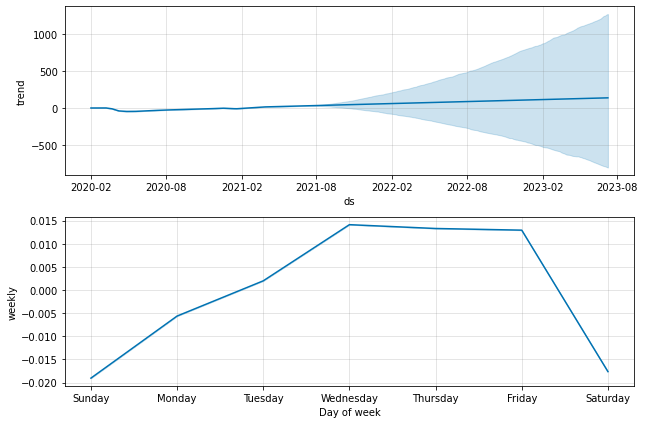 1000
500
0
−500
trend
2020-02 2020-08 2021-02 2021-08 2022-02 2022-08 2023-02 2023-08
ds
0.015
0.010
0.005
0.000
−0.005
−0.010
−0.015
−0.020
weekly
Sunday Monday Tuesday Wednesday Thursday Friday Saturday
Day of week